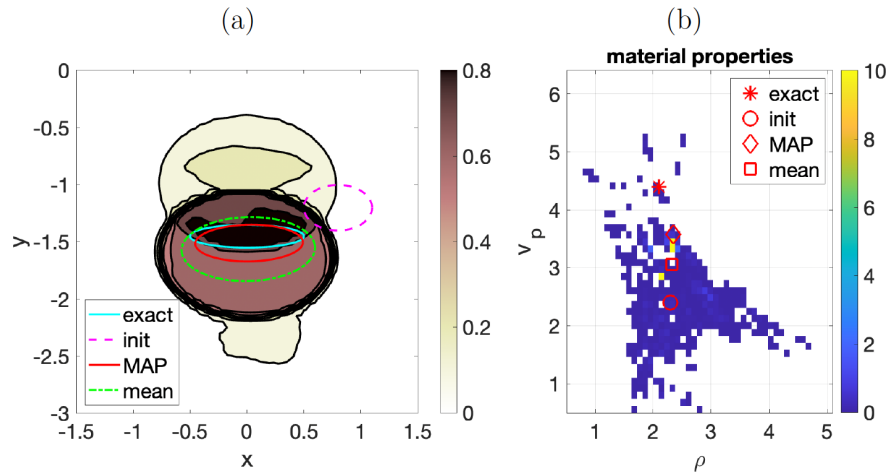 (a)
0
-0.5
-1
-1.5
-2
-2.5
-3
y
-1.5 -1 -0.5 0 0.5 1 1.5
x
exact
init
MAP
mean
0.8
0.6
0.4
0.2
0
(b)
material properties
6
5
4
3
2
1
v_p
1 2 3 4 5
ρ
exact
init
MAP
mean
10
8
6
4
2
0